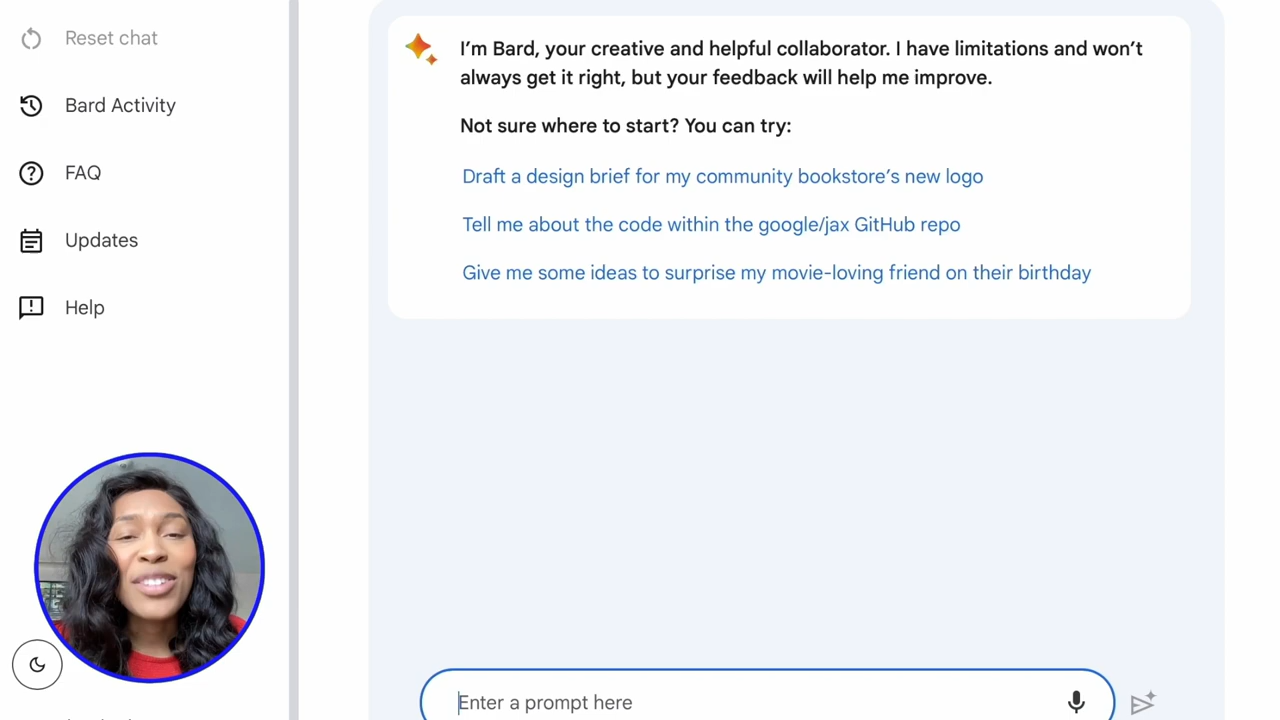 Reset chat
Bard Activity
FAQ
Updates
Help
I’m Bard, your creative and helpful collaborator. I have limitations and won’t
always get it right, but your feedback will help me improve.
Not sure where to start? You can try:
Draft a design brief for my community bookstore’s new logo
Tell me about the code within the google/jax GitHub repo
Give me some ideas to surprise my movie-loving friend on their birthday
Enter a prompt here